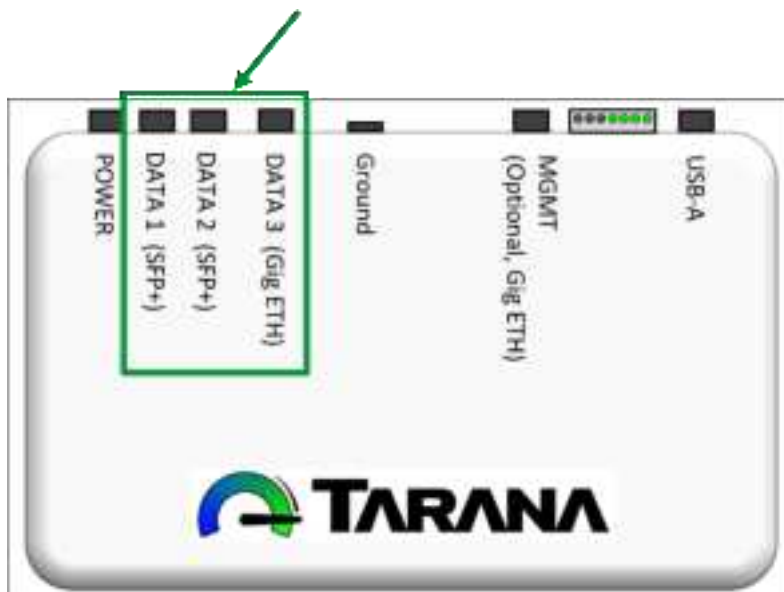 POWER
DATA 1 (SFP+)
DATA 2 (SFP+)
DATA 3 (Gig ETH)
Ground
MGMT
(Optional, Gig ETH)
USB-A
TARANA